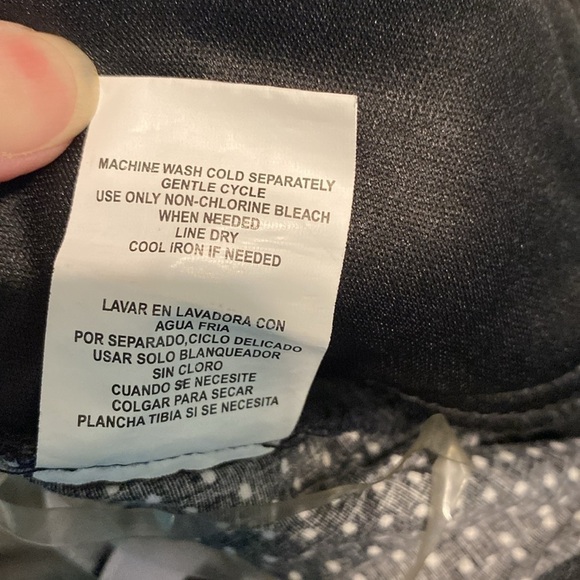 MACHINE WASH COLD SEPARATELY
GENTLE CYCLE
USE ONLY NON-CHLORINE BLEACH
WHEN NEEDED
LINE DRY
COOL IRON IF NEEDED
LAVAR EN LAVADORA CON
AGUA FRIA
POR SEPARADO,CICLO DELICADO
USAR SOLO BLANQUEADOR
SIN CLORO
CUANDO SE NECESITE
COLGAR PARA SECAR
PLANCHA TIBIA SI SE NECESITA